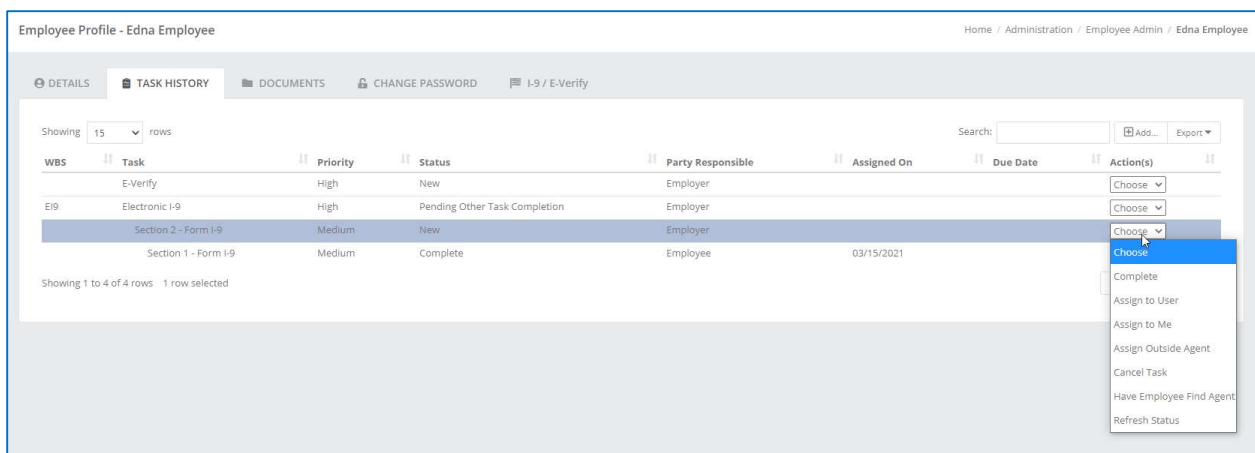 Employee Profile - Edna Employee
Home / Administration / Employee Admin / Edna Employee
DETAILS TASK HISTORY DOCUMENTS CHANGE PASSWORD I-9 / E-Verify
Showing 15 rows Search: Add... Export
WBS Task Priority Status Party Responsible Assigned On Due Date Action(s)
E-Verify High New Employer Choose
EI9 Electronic I-9 High Pending Other Task Completion Employer Choose
Section 2 - Form I-9 Medium New Employer Choose
Section 1 - Form I-9 Medium Complete Employee 03/15/2021
Showing 1 to 4 of 4 rows 1 row selected
Choose
Complete
Assign to User
Assign to Me
Assign Outside Agent
Cancel Task
Have Employee Find Agent
Refresh Status